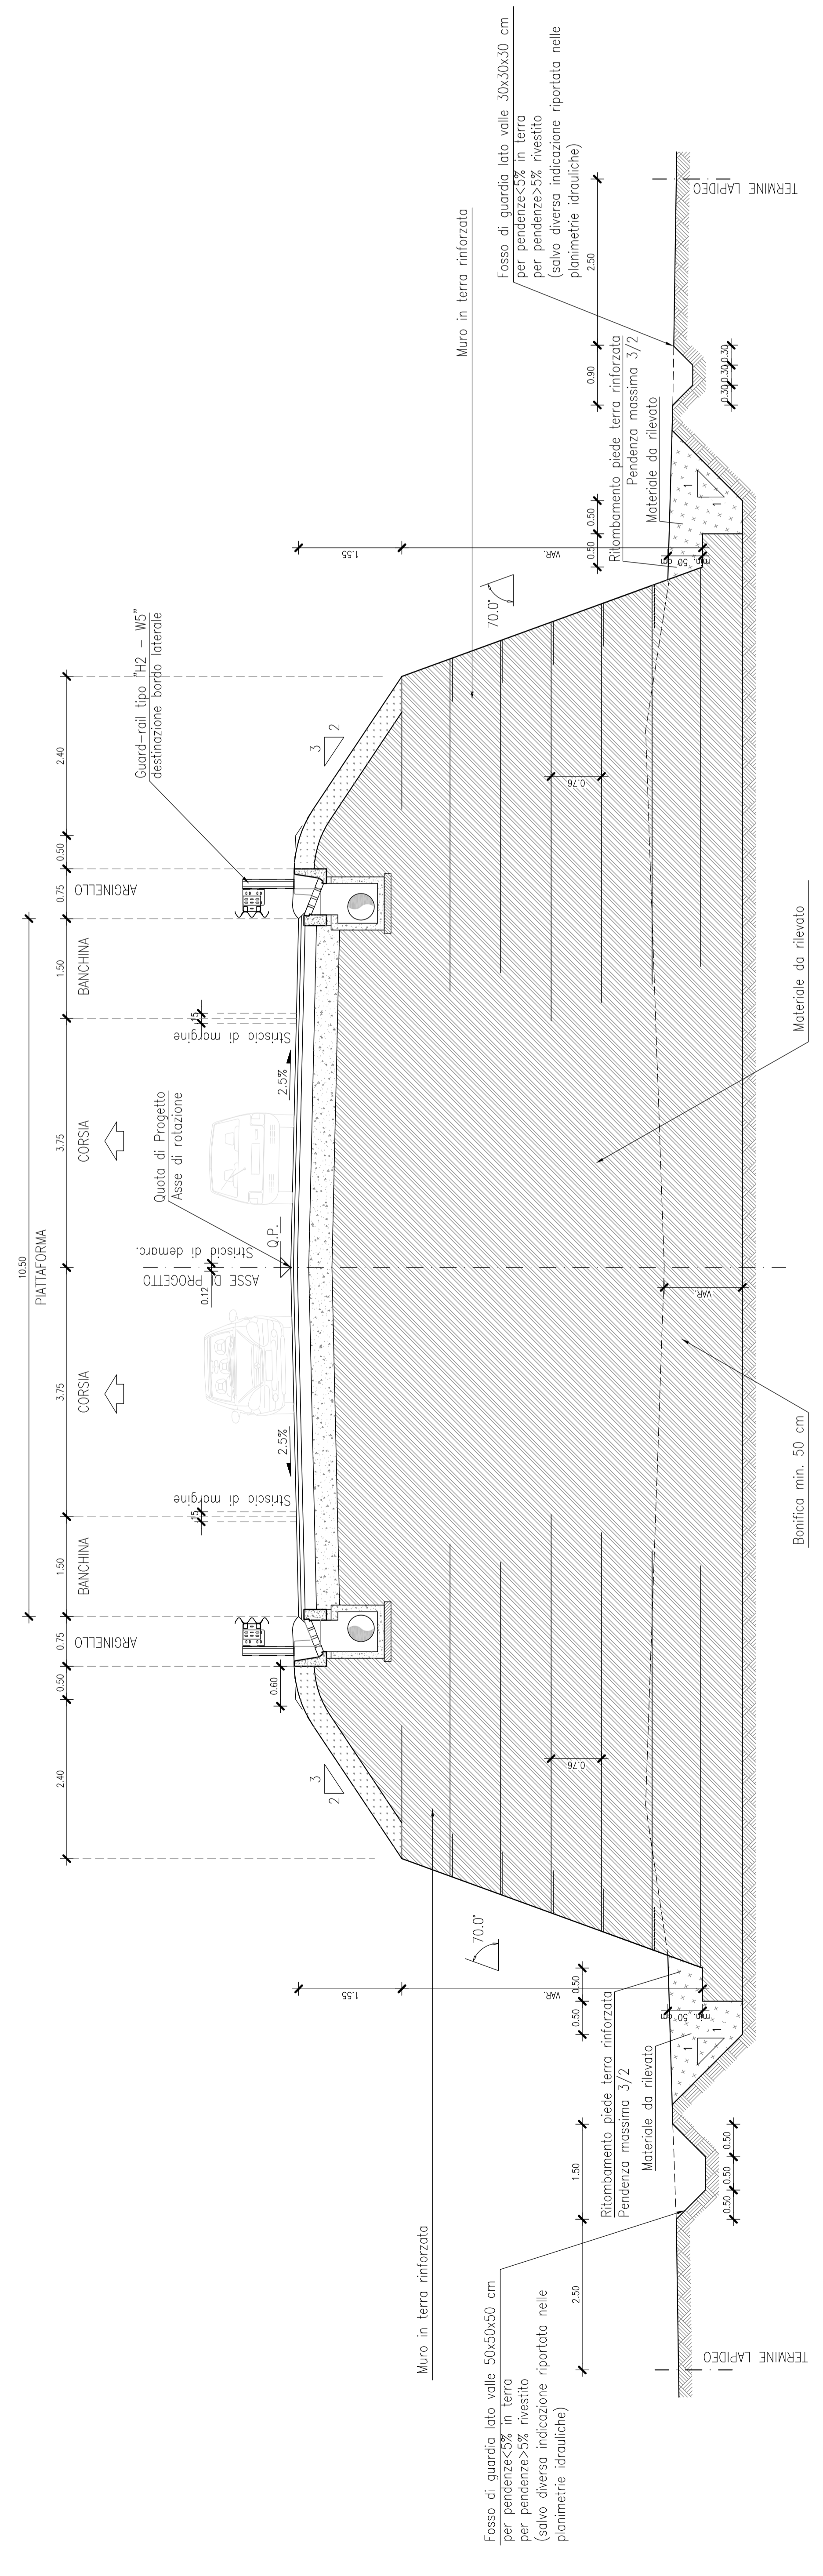 10.50
PIATTAFORMA
2.40
0.50
0.75
1.50
3.75
3.75
1.50
0.75
0.50
2.40
ARGINELLO
BANCHINA
CORSIA
CORSIA
BANCHINA
ARGINELLO
Guard-rail tipo "H2 - W5"
destinazione bordo laterale
15
Striscia di margine
15
Striscia di margine
0.12
Striscia di demarc.
ASSE DI PROGETTO
Quota di Progetto
Asse di rotazione
Q.P.
2.5%
2.5%
0.60
3
2
3
2
1.55
VAR.
1.55
VAR.
70.0°
70.0°
0.76
0.76
Muro in terra rinforzata
Muro in terra rinforzata
Fosso di guardia lato valle 50x50x50 cm
per pendenze<5% in terra
per pendenze>5% rivestito
(salvo diversa indicazione riportata nelle
planimetrie idrauliche)
Fosso di guardia lato valle 30x30x30 cm
per pendenze<5% in terra
per pendenze>5% rivestito
(salvo diversa indicazione riportata nelle
planimetrie idrauliche)
2.50
1.50
0.50
0.50
0.50
0.50
0.90
2.50
Ritombamento piede terra rinforzata
Pendenza massima 3/2
Materiale da rilevato
Ritombamento piede terra rinforzata
Pendenza massima 3/2
Materiale da rilevato
min. 50 cm
min. 50 cm
1
1
1
1
VAR.
0.50
0.50
0.50
0.30
0.30
0.30
TERMINE LAPIDEO
TERMINE LAPIDEO
Bonifica min. 50 cm
Materiale da rilevato